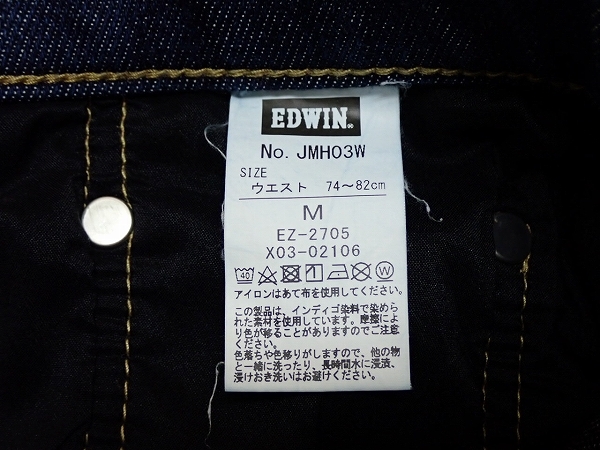 EDWIN®
No. JMH03W
SIZE
ウエスト 74～82cm
M
EZ-2705
X03-02106
40 1 W
アイロンはあて布を使用してください。
この製品は、インディゴ染料で染めら
れた素材を使用しています。摩擦によ
り色が移ることがありますのでご注意
ください。
色落ちや色移りがしますので、他の物
と一緒に洗ったり、長時間水に浸漬、
浸けおき洗いはお避けください。